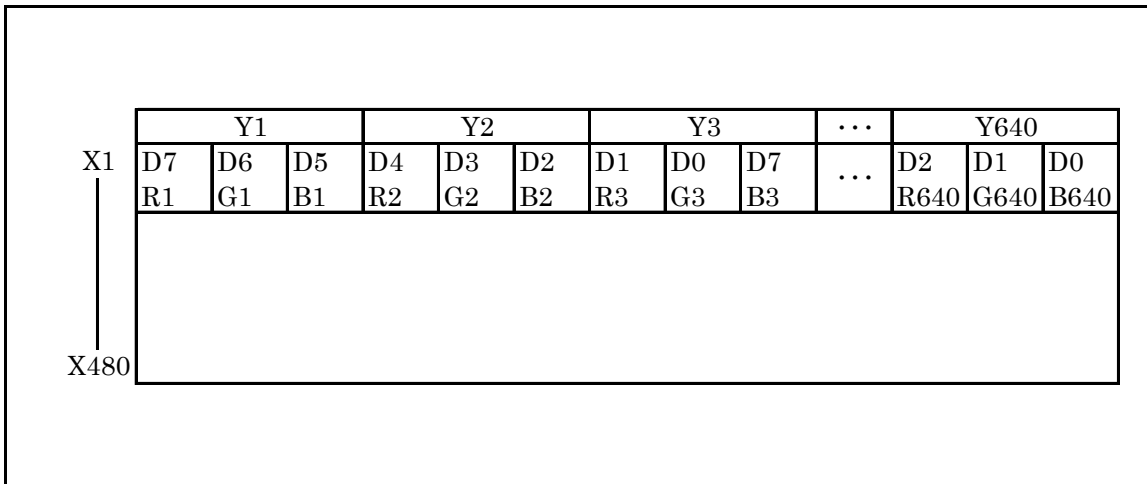 Y1 Y2 Y3 ··· Y640
X1 D7 D6 D5 D4 D3 D2 D1 D0 D7 ··· D2 D1 D0
R1 G1 B1 R2 G2 B2 R3 G3 B3 R640 G640 B640
X480